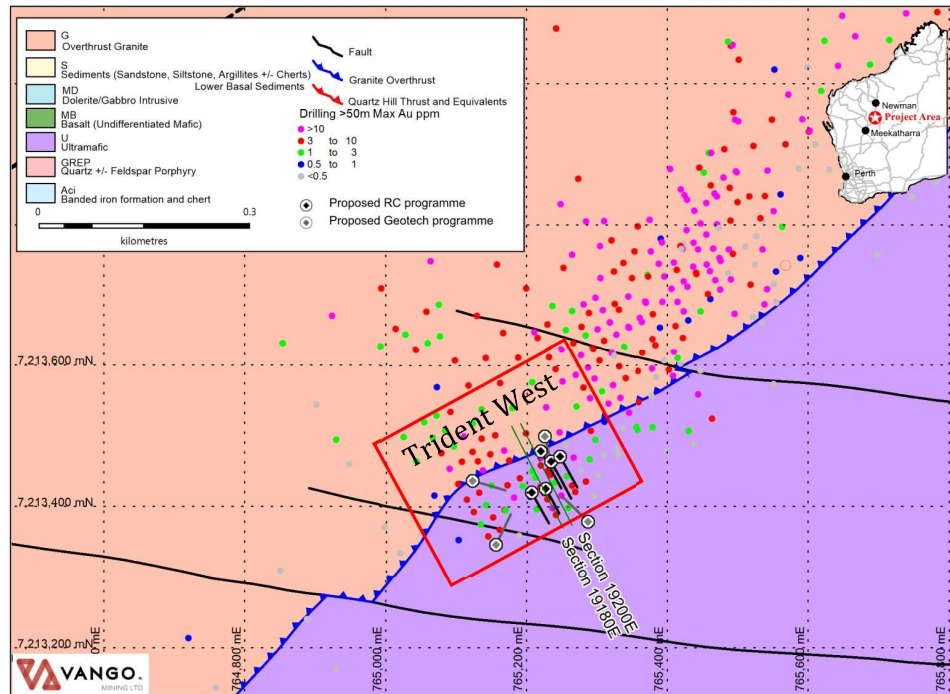 G
Overthrust Granite
S
Sediments (Sandstone, Siltstone, Argillites +/- Cherts)
Lower Basal Sediments
MD
Dolerite/Gabbro Intrusive
MB
Basalt (Undifferentiated Mafic)
U
Ultramafic
GREP
Quartz +/- Feldspar Porphyry
Aci
Banded iron formation and chert
0 0.3
kilometres
Fault
Granite Overthrust
Quartz Hill Thrust and Equivalents
Drilling >50m Max Au ppm
>10
3 to 10
1 to 3
0.5 to 1
<0.5
Proposed RC programme
Proposed Geotech programme
Newman
Project Area
Meekatharra
Perth
7,213,600 mN
Trident West
7,213,400 mN
Section 19200E
Section 19180E
7,213,200 mN
764,800 mE
765,000 mE
765,200 mE
765,400 mE
765,600 mE
VANGO
MINING LTD